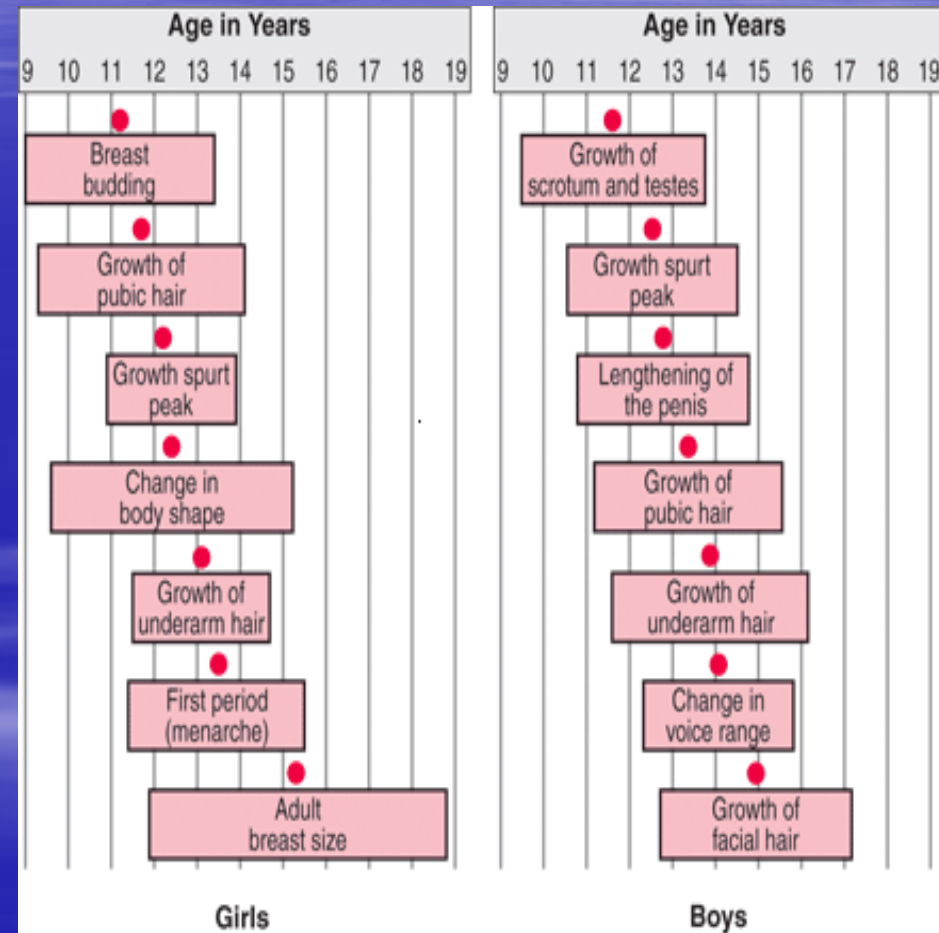 Age in Years
9 10 11 12 13 14 15 16 17 18 19
Breast
budding
Growth of
pubic hair
Growth spurt
peak
Change in
body shape
Growth of
underarm hair
First period
(menarche)
Adult
breast size
Girls
Age in Years
9 10 11 12 13 14 15 16 17 18 19
Growth of
scrotum and testes
Growth spurt
peak
Lengthening of
the penis
Growth of
pubic hair
Growth of
underarm hair
Change in
voice range
Growth of
facial hair
Boys